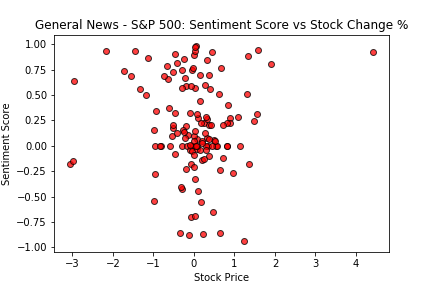 General News - S&P 500: Sentiment Score vs Stock Change %
1.00
0.75
0.50
0.25
0.00
−0.25
−0.50
−0.75
−1.00
Sentiment Score
−3 −2 −1 0 1 2 3 4
Stock Price